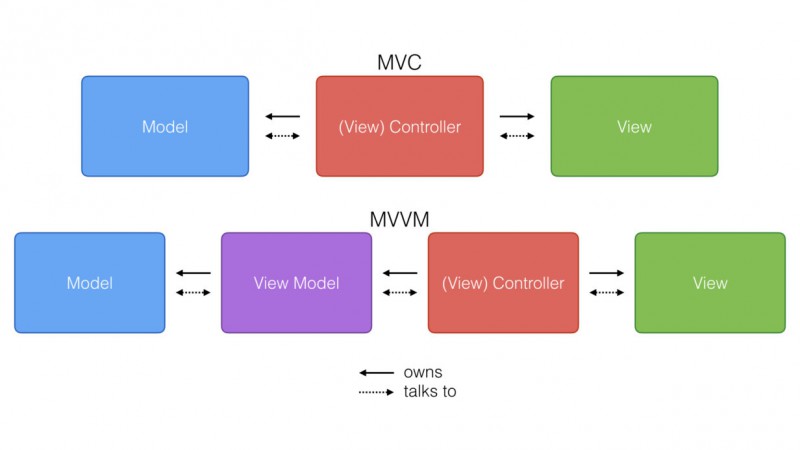 MVC
Model
(View) Controller
View
MVVM
Model
View Model
(View) Controller
View
owns
talks to